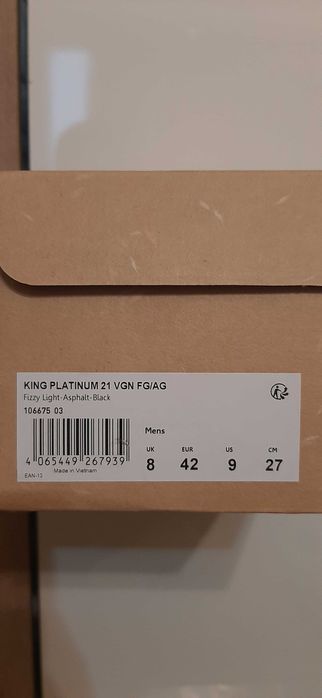 KING PLATINUM 21 VGN FG/AG
Fizzy Light-Asphalt-Black
106675 03
Mens
UK EUR US CM
8 42 9 27
4 065449 267939
EAN-13 Made in Vietnam